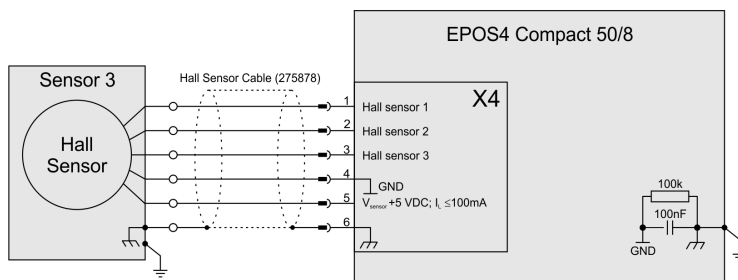 EPOS4 Compact 50/8
Sensor 3
Hall Sensor Cable (275878)
X4
1 Hall sensor 1
2 Hall sensor 2
3 Hall sensor 3
Hall
Sensor
4 GND
5 Vsensor +5 VDC; IL ≤100mA
6
100k
100nF
GND